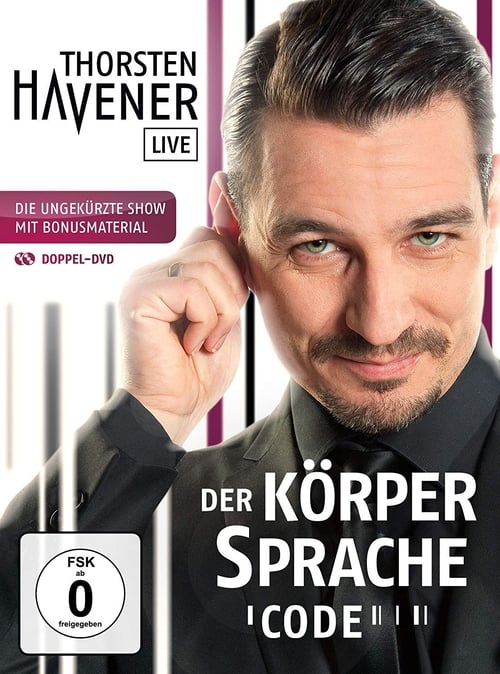 THORSTEN
HAVENER
LIVE
DIE UNGEKÜRZTE SHOW
MIT BONUSMATERIAL
DOPPEL-DVD
DER KÖRPER
SPRACHE
CODE
FSK
ab
0
freigegeben